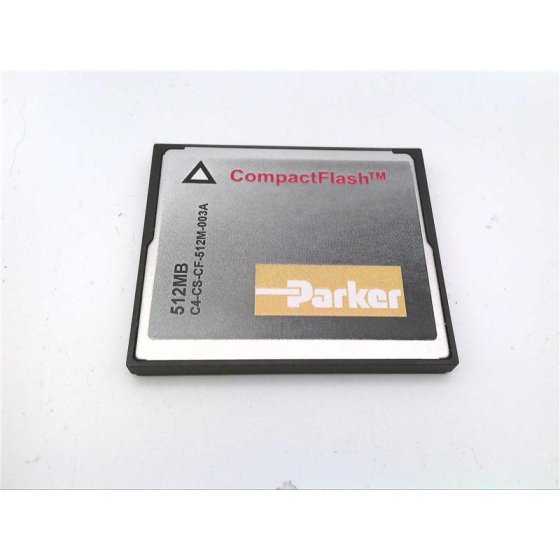 CompactFlash™
512MB
C4-CS-CF-512M-003A
Parker